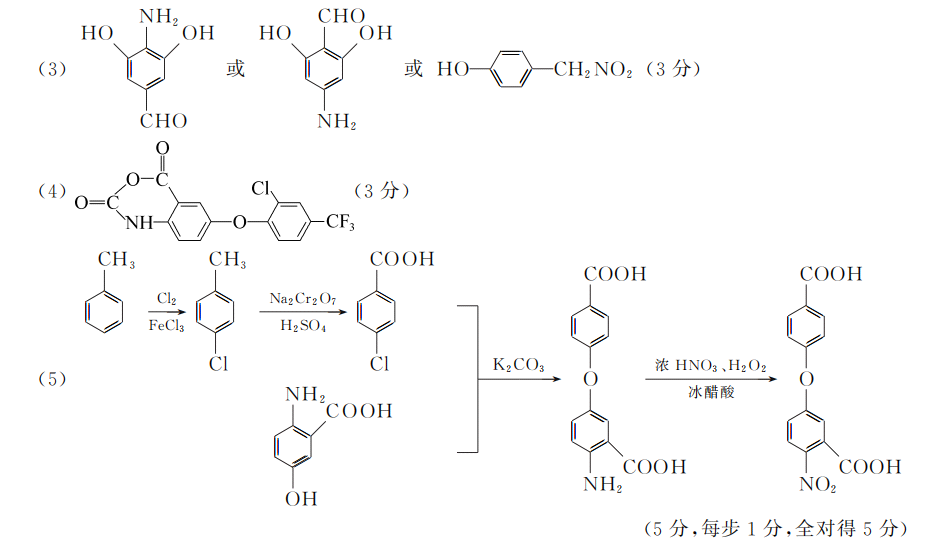 NH2 CHO
HO OH HO OH
(3) 或 或 HO CH2NO2 (3 分)
CHO NH2
O
(4) O C Cl (3 分)
O C
NH O CF3
CH3 CH3 COOH COOH COOH
Cl2 Na2Cr2O7
FeCl3 H2SO4
Cl Cl
K2CO3 浓 HNO3、H2O2
(5) O 冰醋酸 O
NH2
COOH
COOH COOH
OH NH2 NO2
(5 分,每步 1 分,全对得 5 分)